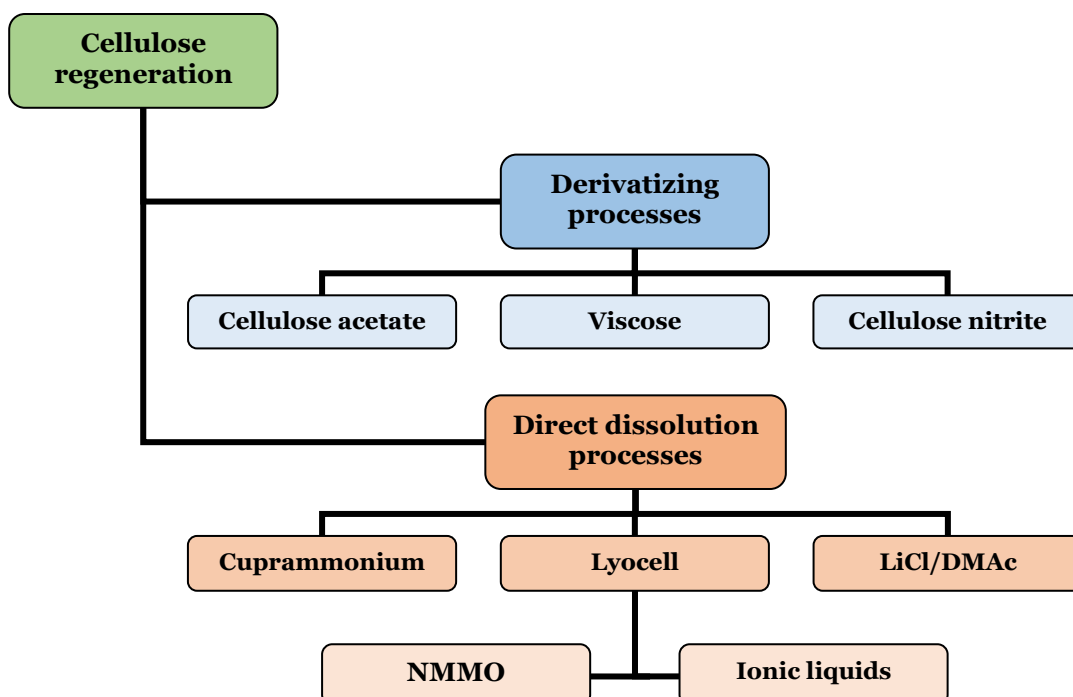 Cellulose
regeneration
Derivatizing
processes
Cellulose acetate
Viscose
Cellulose nitrite
Direct dissolution
processes
Cuprammonium
Lyocell
LiCl/DMAc
NMMO
Ionic liquids